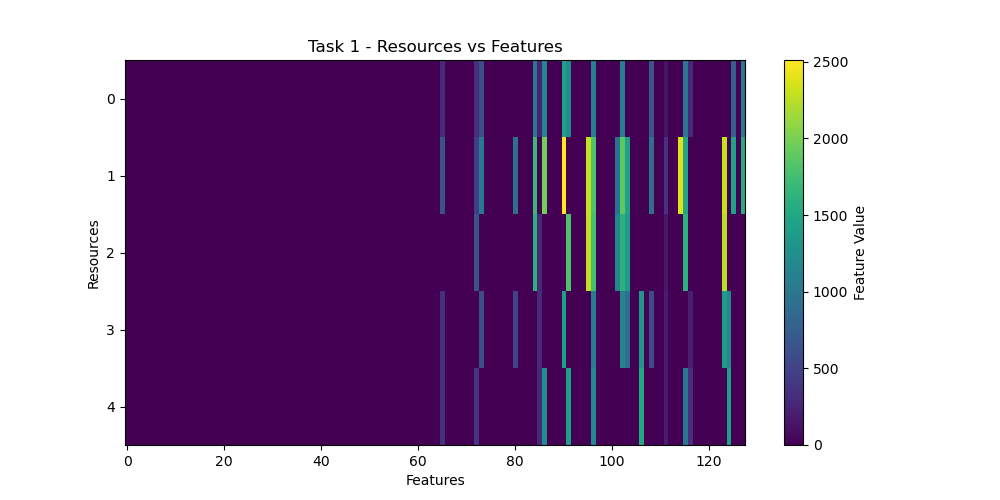 Task 1 - Resources vs Features
Resources
0
1
2
3
4
0 20 40 60 80 100 120
Features
2500
2000
1500
1000
500
0
Feature Value